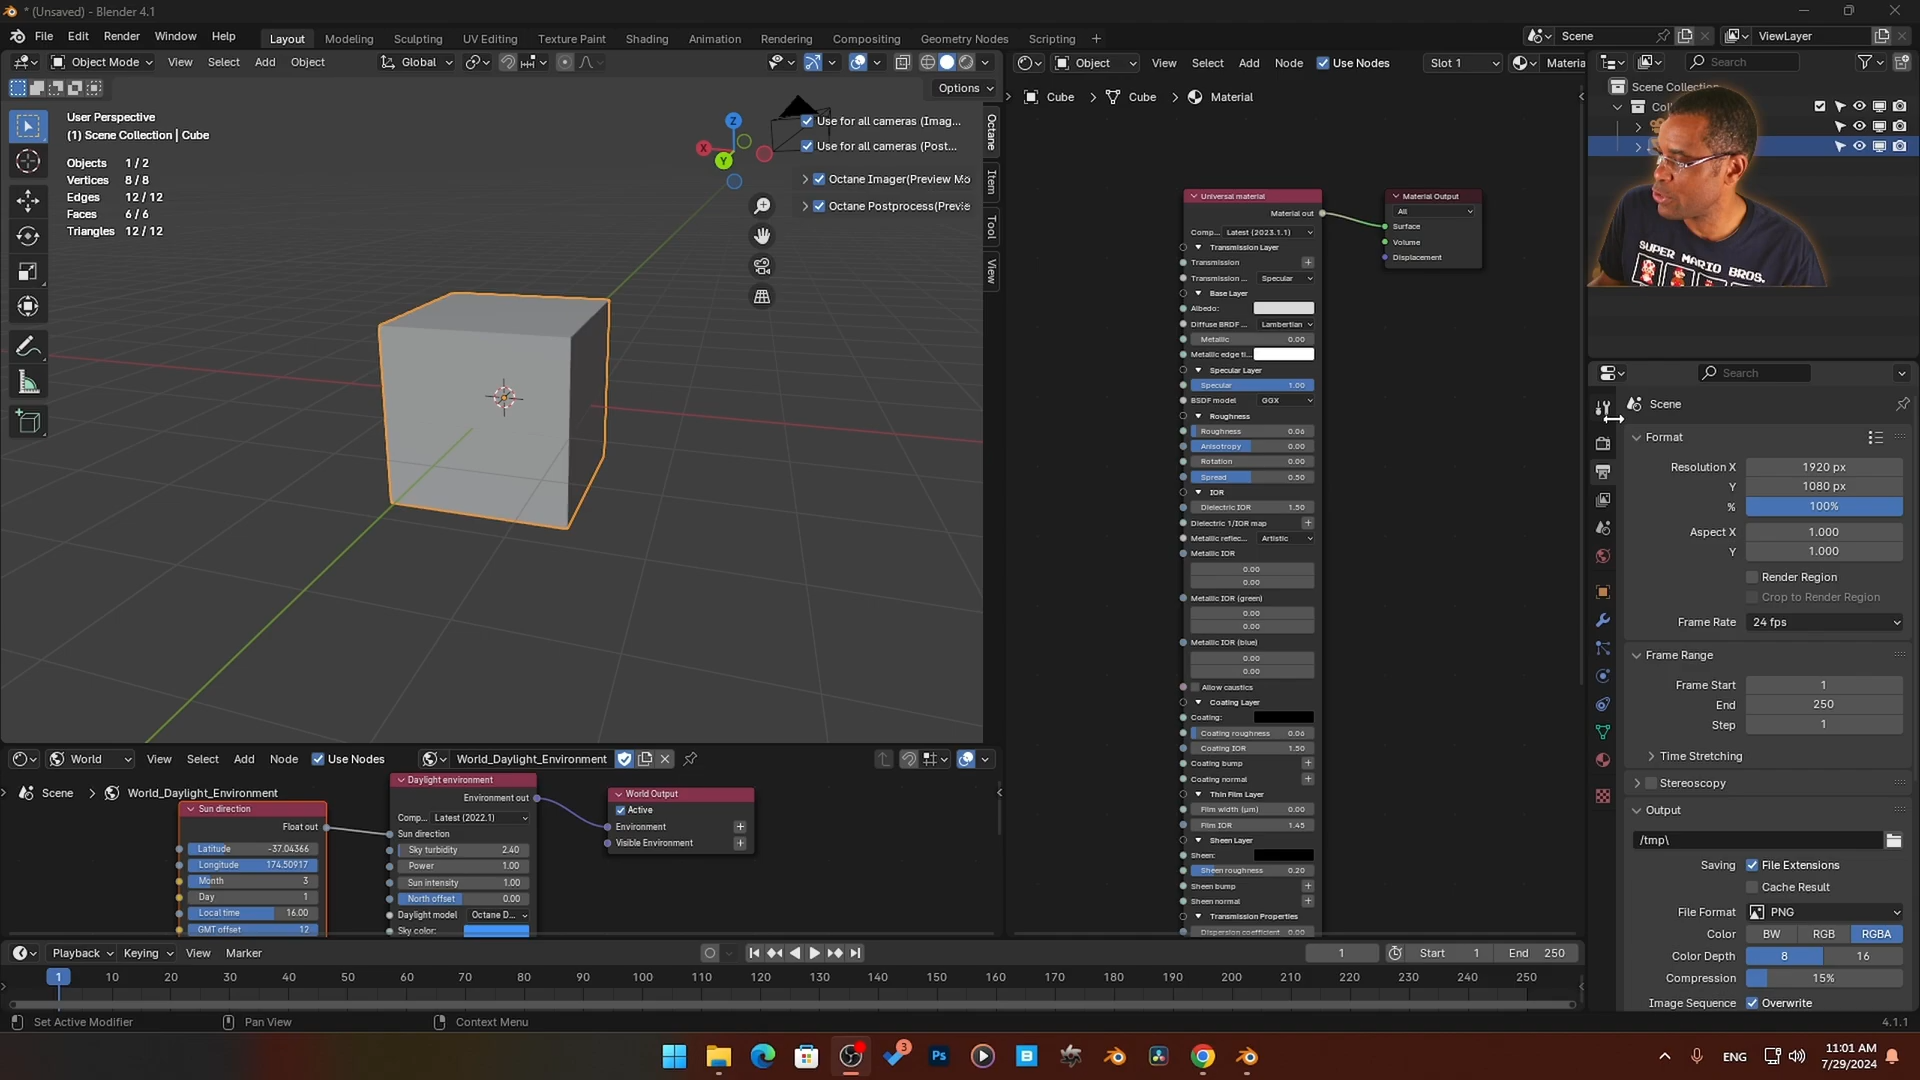 * (Unsaved) - Blender 4.1
File Edit Render Window Help
Layout Modeling Sculpting UV Editing Texture Paint Shading Animation Rendering Compositing Geometry Nodes Scripting
Scene
ViewLayer
Object Mode View Select Add Object
Global
Options
User Perspective
(1) Scene Collection | Cube
Objects 1 / 2
Vertices 8 / 8
Edges 12 / 12
Faces 6 / 6
Triangles 12 / 12
Z
X
Y
Use for all cameras (Imag...
Use for all cameras (Post...
Octane Imager(Preview Mo
Octane Postprocess(Previe
Octane
Item
Tool
View
Object View Select Add Node Use Nodes Slot 1 Materia
Cube Cube Material
Universal material
Material out
Comp... Latest (2023.1.1)
Transmission Layer
Transmission
Transmission ... Specular
Base Layer
Albedo:
Diffuse BRDF ... Lambertian
Metallic 0.00
Metallic edge ti...
Specular Layer
Specular 1.00
BSDF model GGX
Roughness
Roughness 0.06
Anisotropy 0.00
Rotation 0.00
Spread 0.50
IOR
Dielectric IOR 1.50
Dielectric 1/IOR map
Metallic reflec... Artistic
Metallic IOR
0.00
0.00
Metallic IOR (green)
0.00
0.00
Metallic IOR (blue)
0.00
0.00
Allow caustics
Coating Layer
Coating:
Coating roughness 0.06
Coating IOR 1.50
Coating bump
Coating normal
Thin Film Layer
Film width (µm) 0.00
Film IOR 1.45
Sheen Layer
Sheen:
Sheen roughness 0.20
Sheen bump
Sheen normal
Transmission Properties
Dispersion coefficient 0.00
Material Output
All
Surface
Volume
Displacement
Search
Scene Collection
SUPER MARIO BROS.
Search
Scene
Format
Resolution X 1920 px
Y 1080 px
% 100%
Aspect X 1.000
Y 1.000
Render Region
Crop to Render Region
Frame Rate 24 fps
Frame Range
Frame Start 1
End 250
Step 1
Time Stretching
Stereoscopy
Output
/tmp\
Saving File Extensions
Cache Result
File Format PNG
Color BW RGB RGBA
Color Depth 8 16
Compression 15%
Image Sequence Overwrite
World View Select Add Node Use Nodes World_Daylight_Environment
Scene World_Daylight_Environment
Sun direction
Float out
Latitude -37.04366
Longitude 174.50917
Month 3
Day 1
Local time 16.00
GMT offset 12
Daylight environment
Environment out
Comp... Latest (2022.1)
Sun direction
Sky turbidity 2.40
Power 1.00
Sun intensity 1.00
North offset 0.00
Daylight model Octane D...
Sky color:
World Output
Active
Environment
Visible Environment
Playback Keying View Marker
1 Start 1 End 250
1 10 20 30 40 50 60 70 80 90 100 110 120 130 140 150 160 170 180 190 200 210 220 230 240 250
Set Active Modifier Pan View Context Menu
4.1.1
3
Ps
B
ENG
11:01 AM
7/29/2024